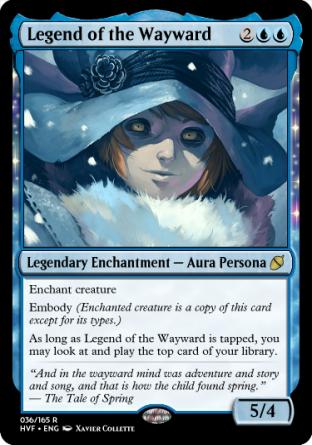 Legend of the Wayward 2
Legendary Enchantment — Aura Persona
Enchant creature
Embody (Enchanted creature is a copy of this card
except for its types.)
As long as Legend of the Wayward is tapped, you
may look at and play the top card of your library.
“And in the wayward mind was adventure and story
and song, and that is how the child found spring.”
— The Tale of Spring
5/4
036/165 R
HVF • ENG XAVIER COLLETTE